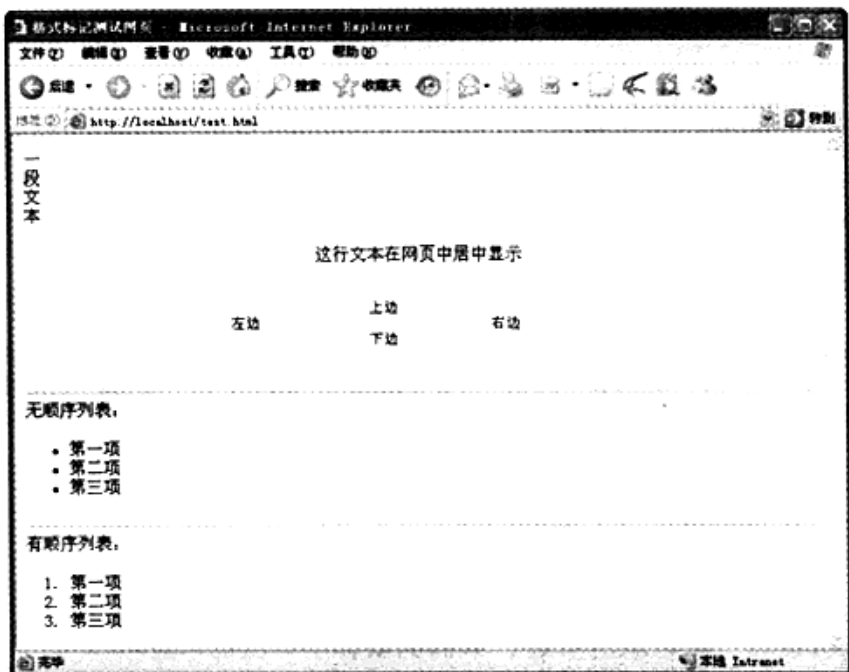 格式标记测试网页 - Microsoft Internet Explorer
文件(F) 编辑(E) 查看(V) 收藏(A) 工具(T) 帮助(H)
后退 搜索 收藏夹
地址(D) http://localhost/test.html 转到
一
段
文
本
这行文本在网页中居中显示
上边
左边 右边
下边
无顺序列表:
• 第一项
• 第二项
• 第三项
有顺序列表:
1. 第一项
2. 第二项
3. 第三项
完毕 本地 Intranet